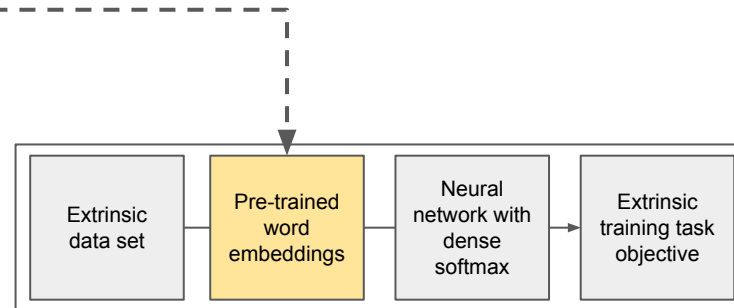 Extrinsic
data set
Pre-trained
word
embeddings
Neural
network with
dense
softmax
Extrinsic
training task
objective